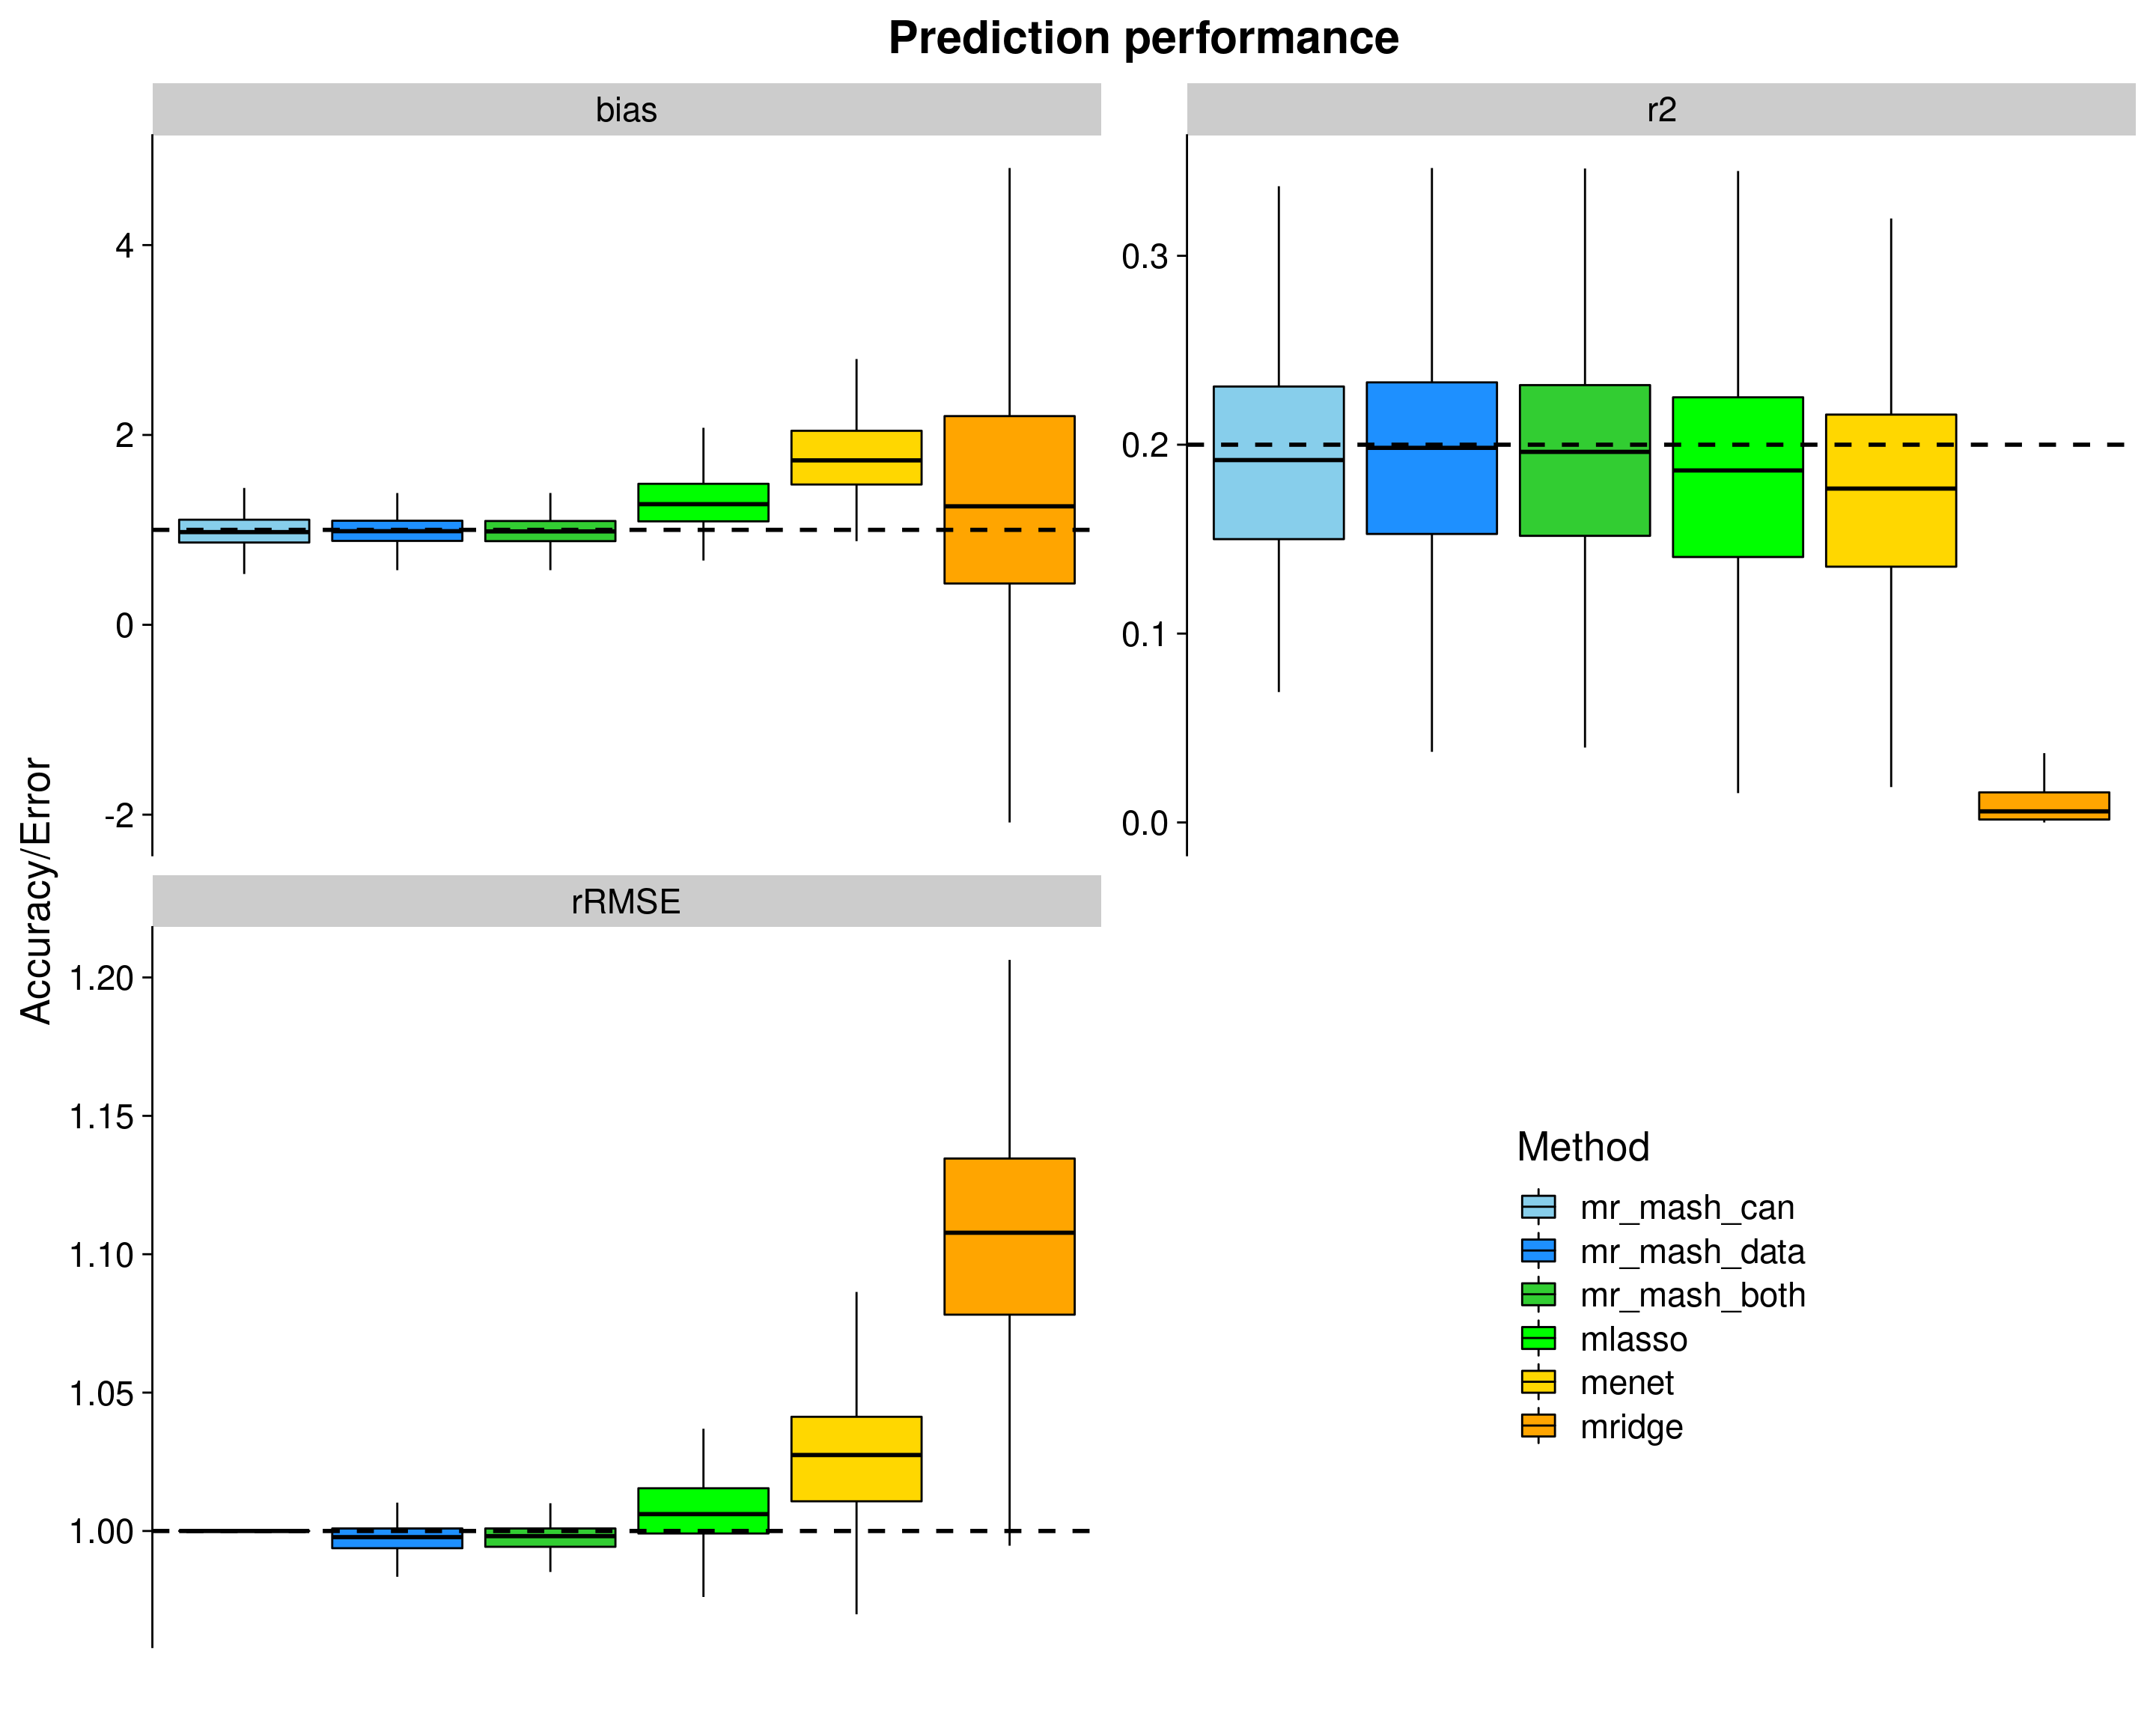 Prediction performance
bias
r2
4
2
0
-2
0.3
0.2
0.1
0.0
Accuracy/Error
rRMSE
1.20
1.15
1.10
1.05
1.00
Method
mr_mash_can
mr_mash_data
mr_mash_both
mlasso
menet
mridge